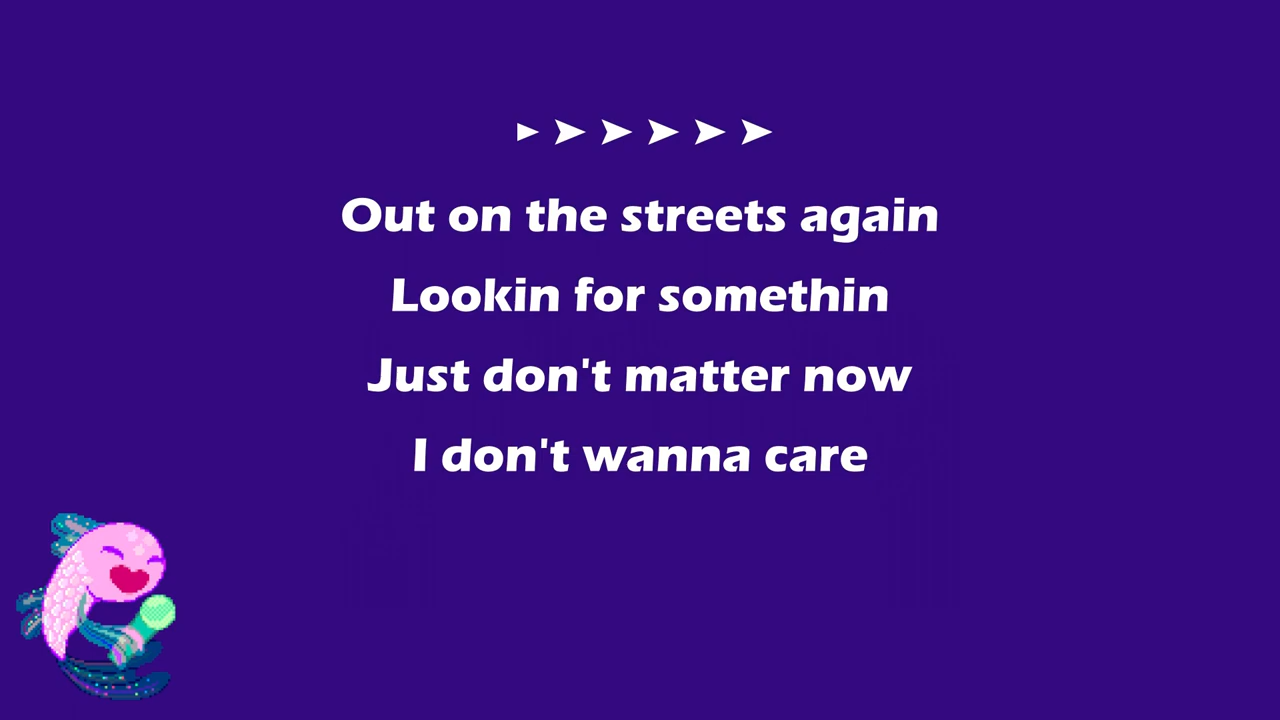 Out on the streets again
Lookin for somethin
Just don't matter now
I don't wanna care